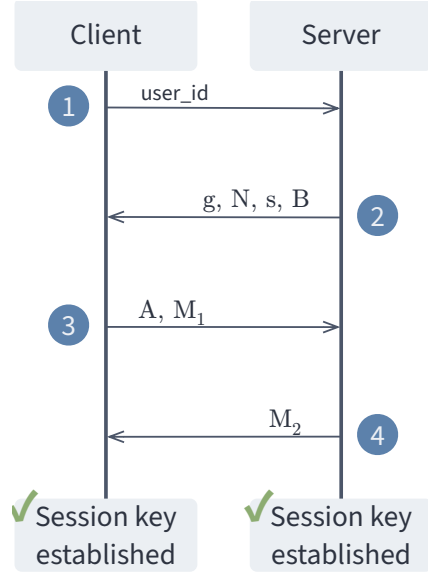 Client
Server
1
user_id
g, N, s, B
2
3
A, M₁
M₂
4
Session key
established
Session key
established